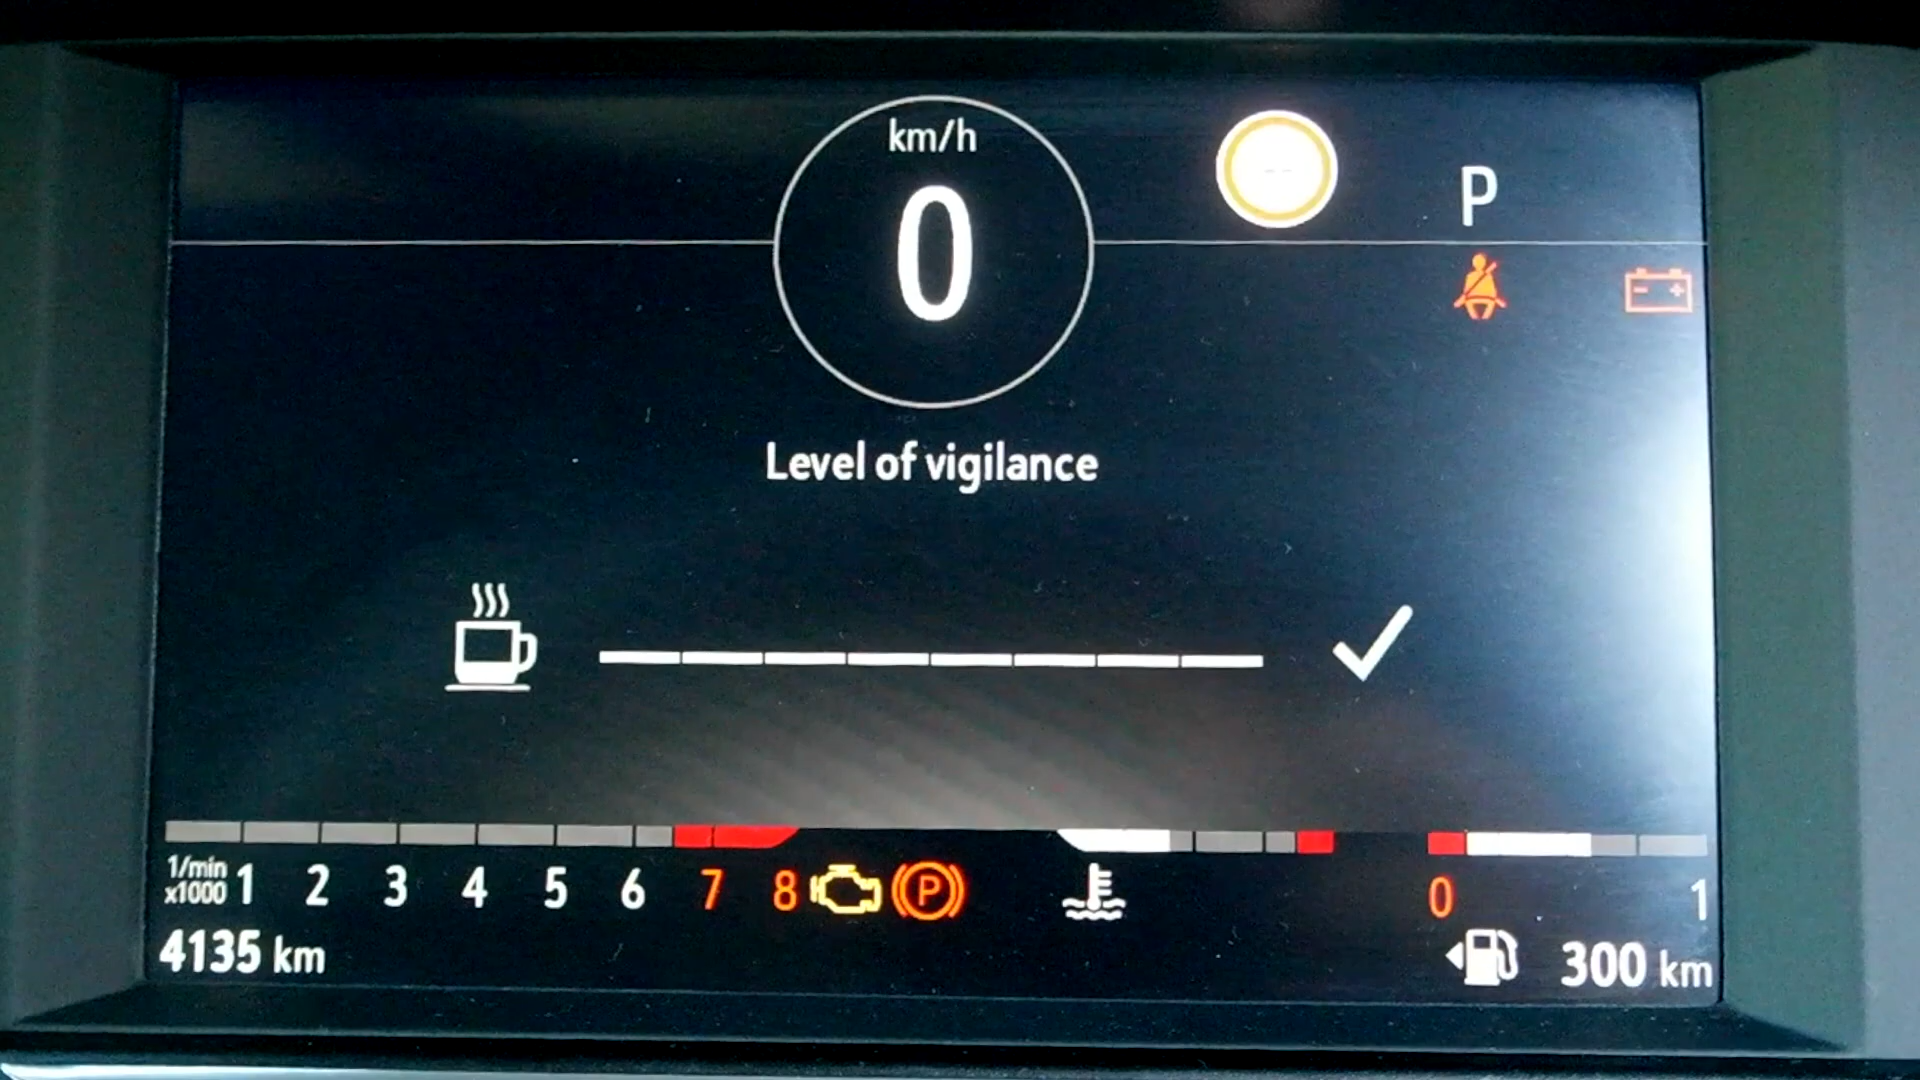 km/h
0
P
Level of vigilance
1/min
x1000 1 2 3 4 5 6 7 8 P 0 1
4135 km 300 km